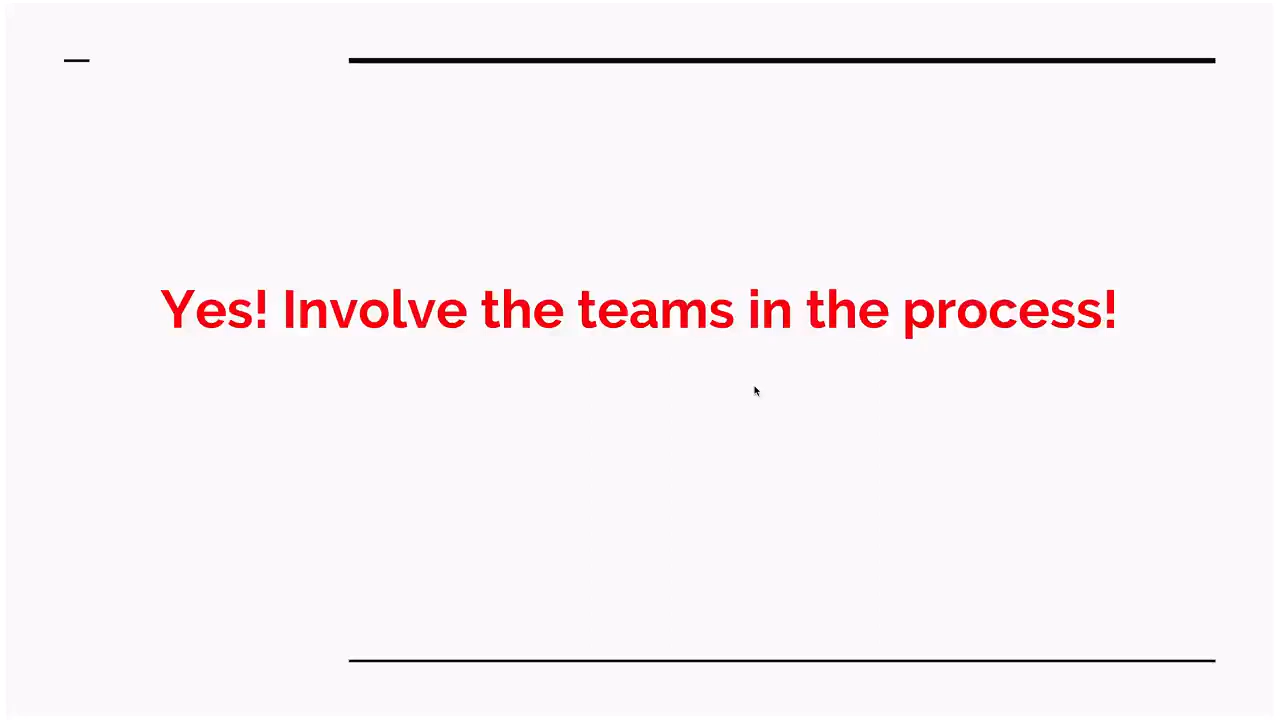 Yes! Involve the teams in the process!